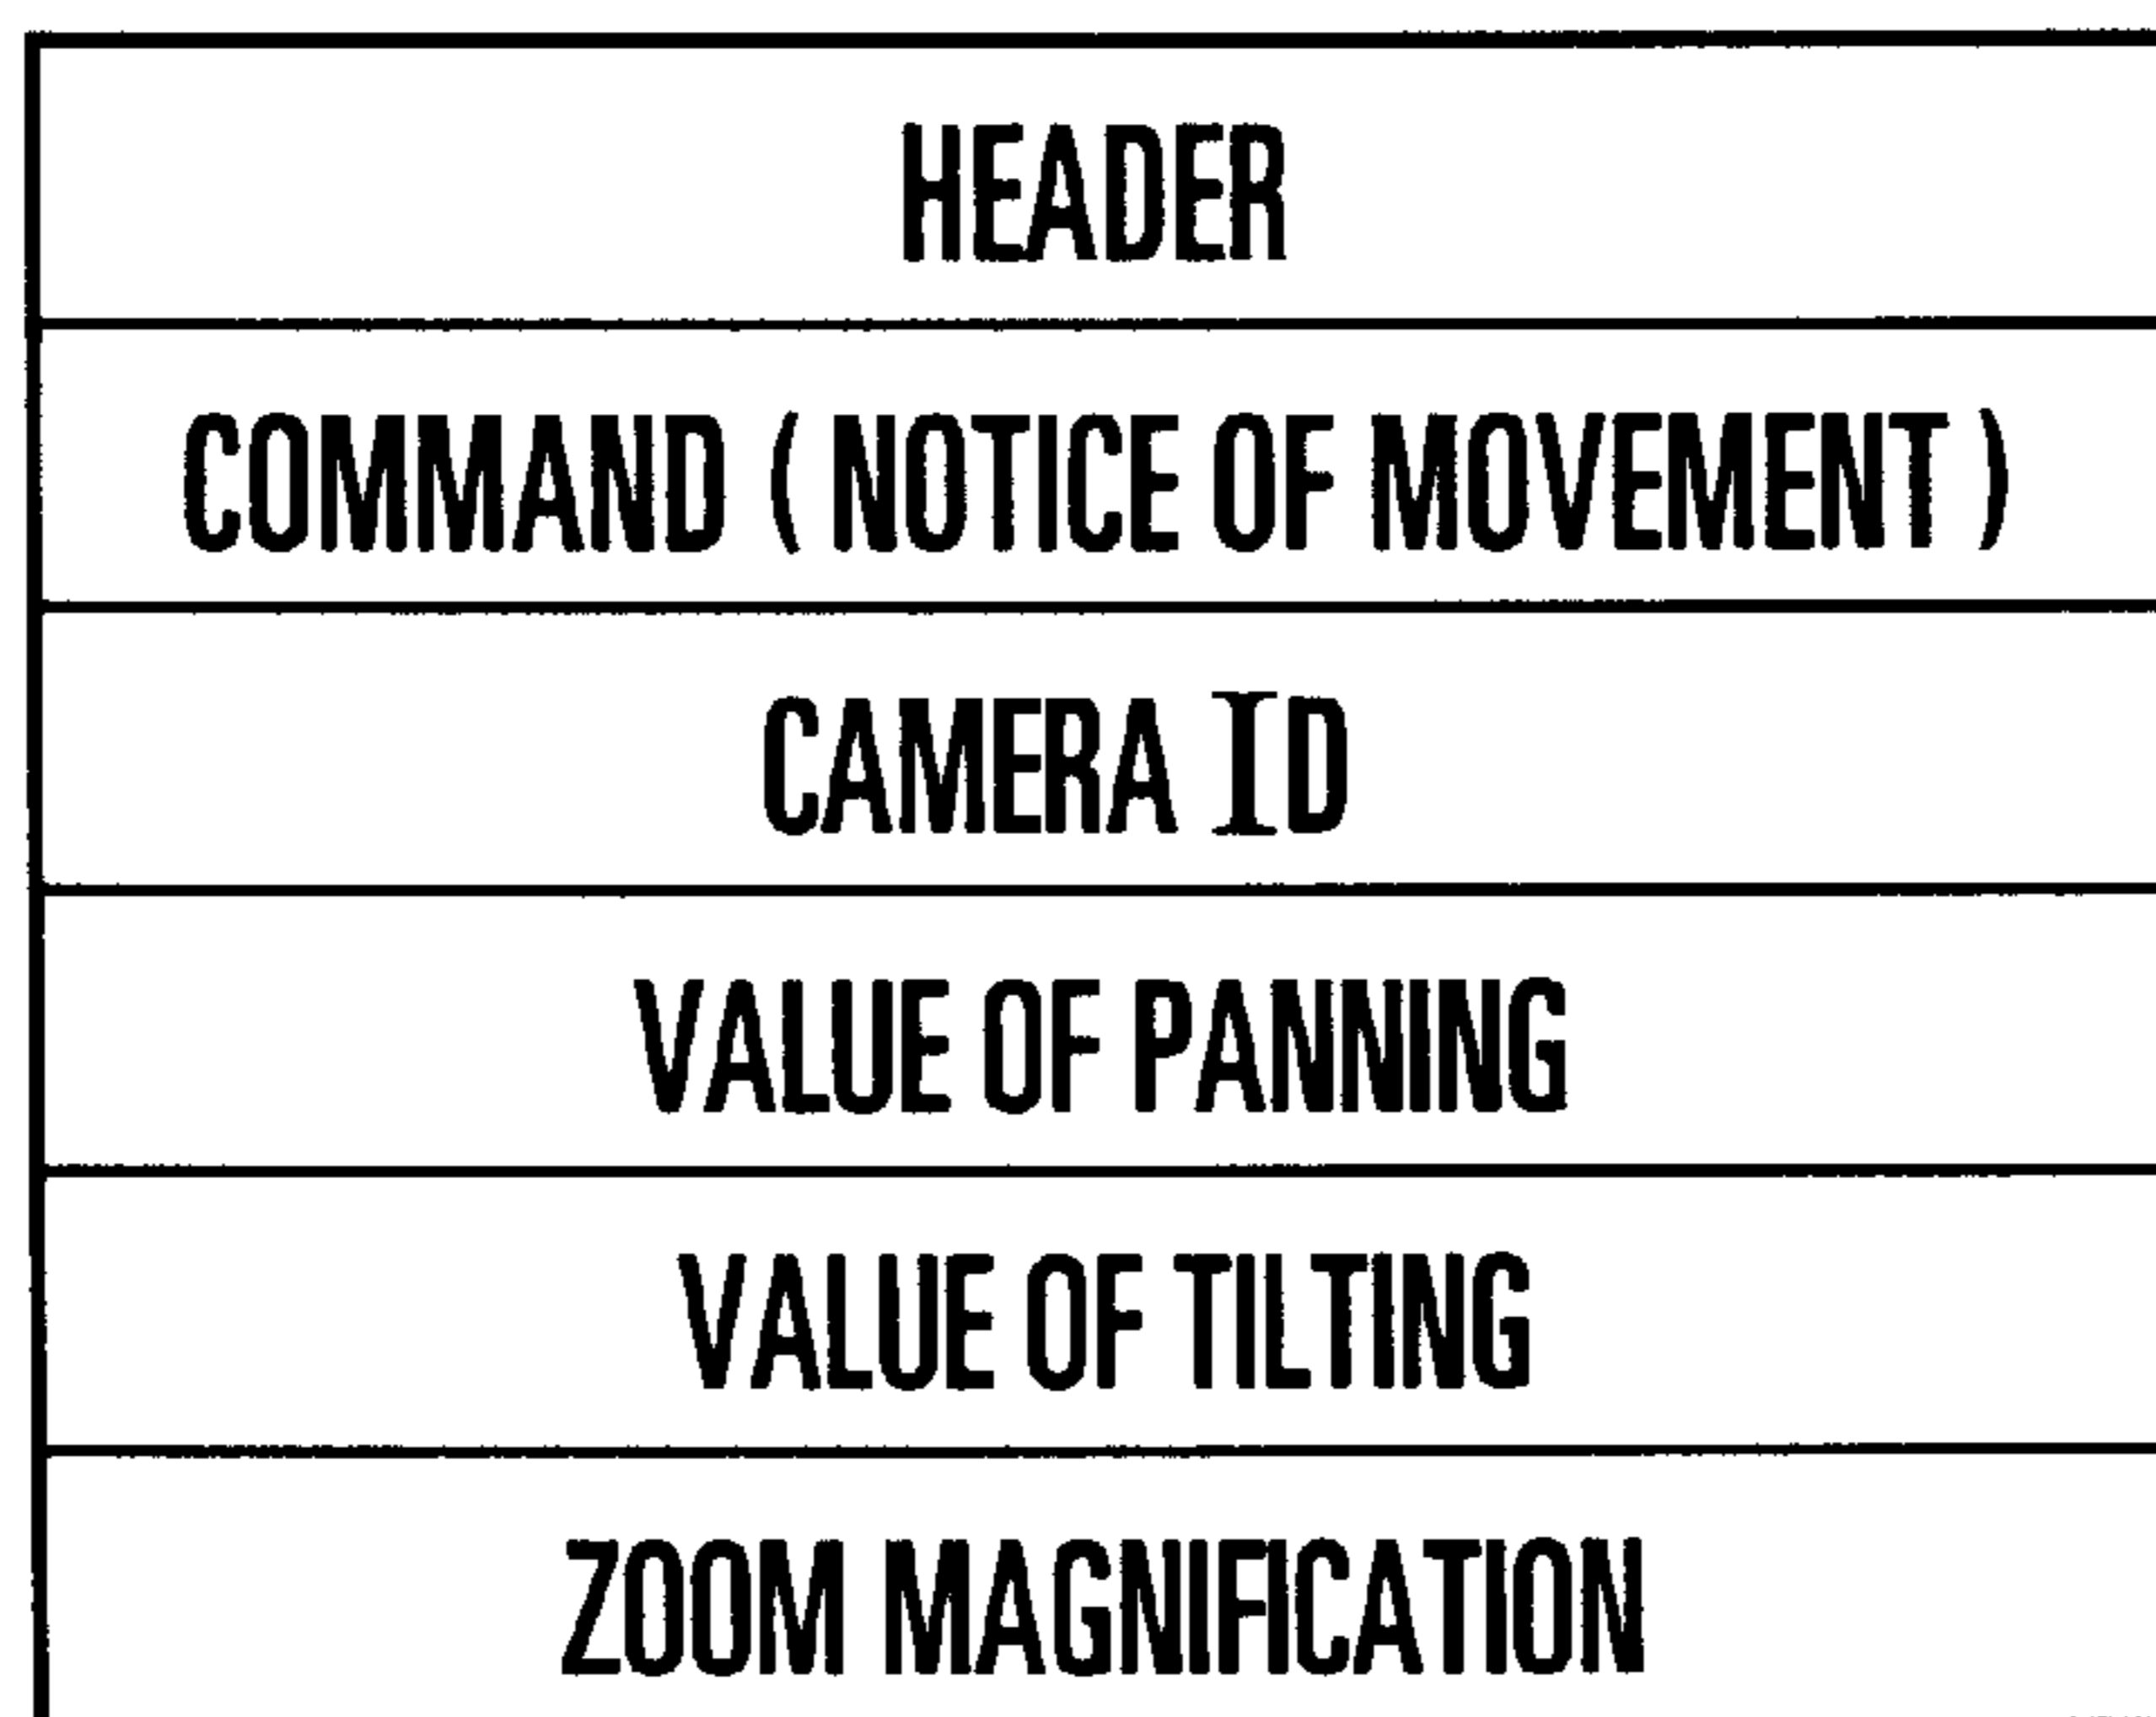 HEADER
COMMAND ( NOTICE OF MOVEMENT )
CAMERA ID
VALUE OF PANNING
VALUE OF TILTING
ZOOM MAGNIFICATION